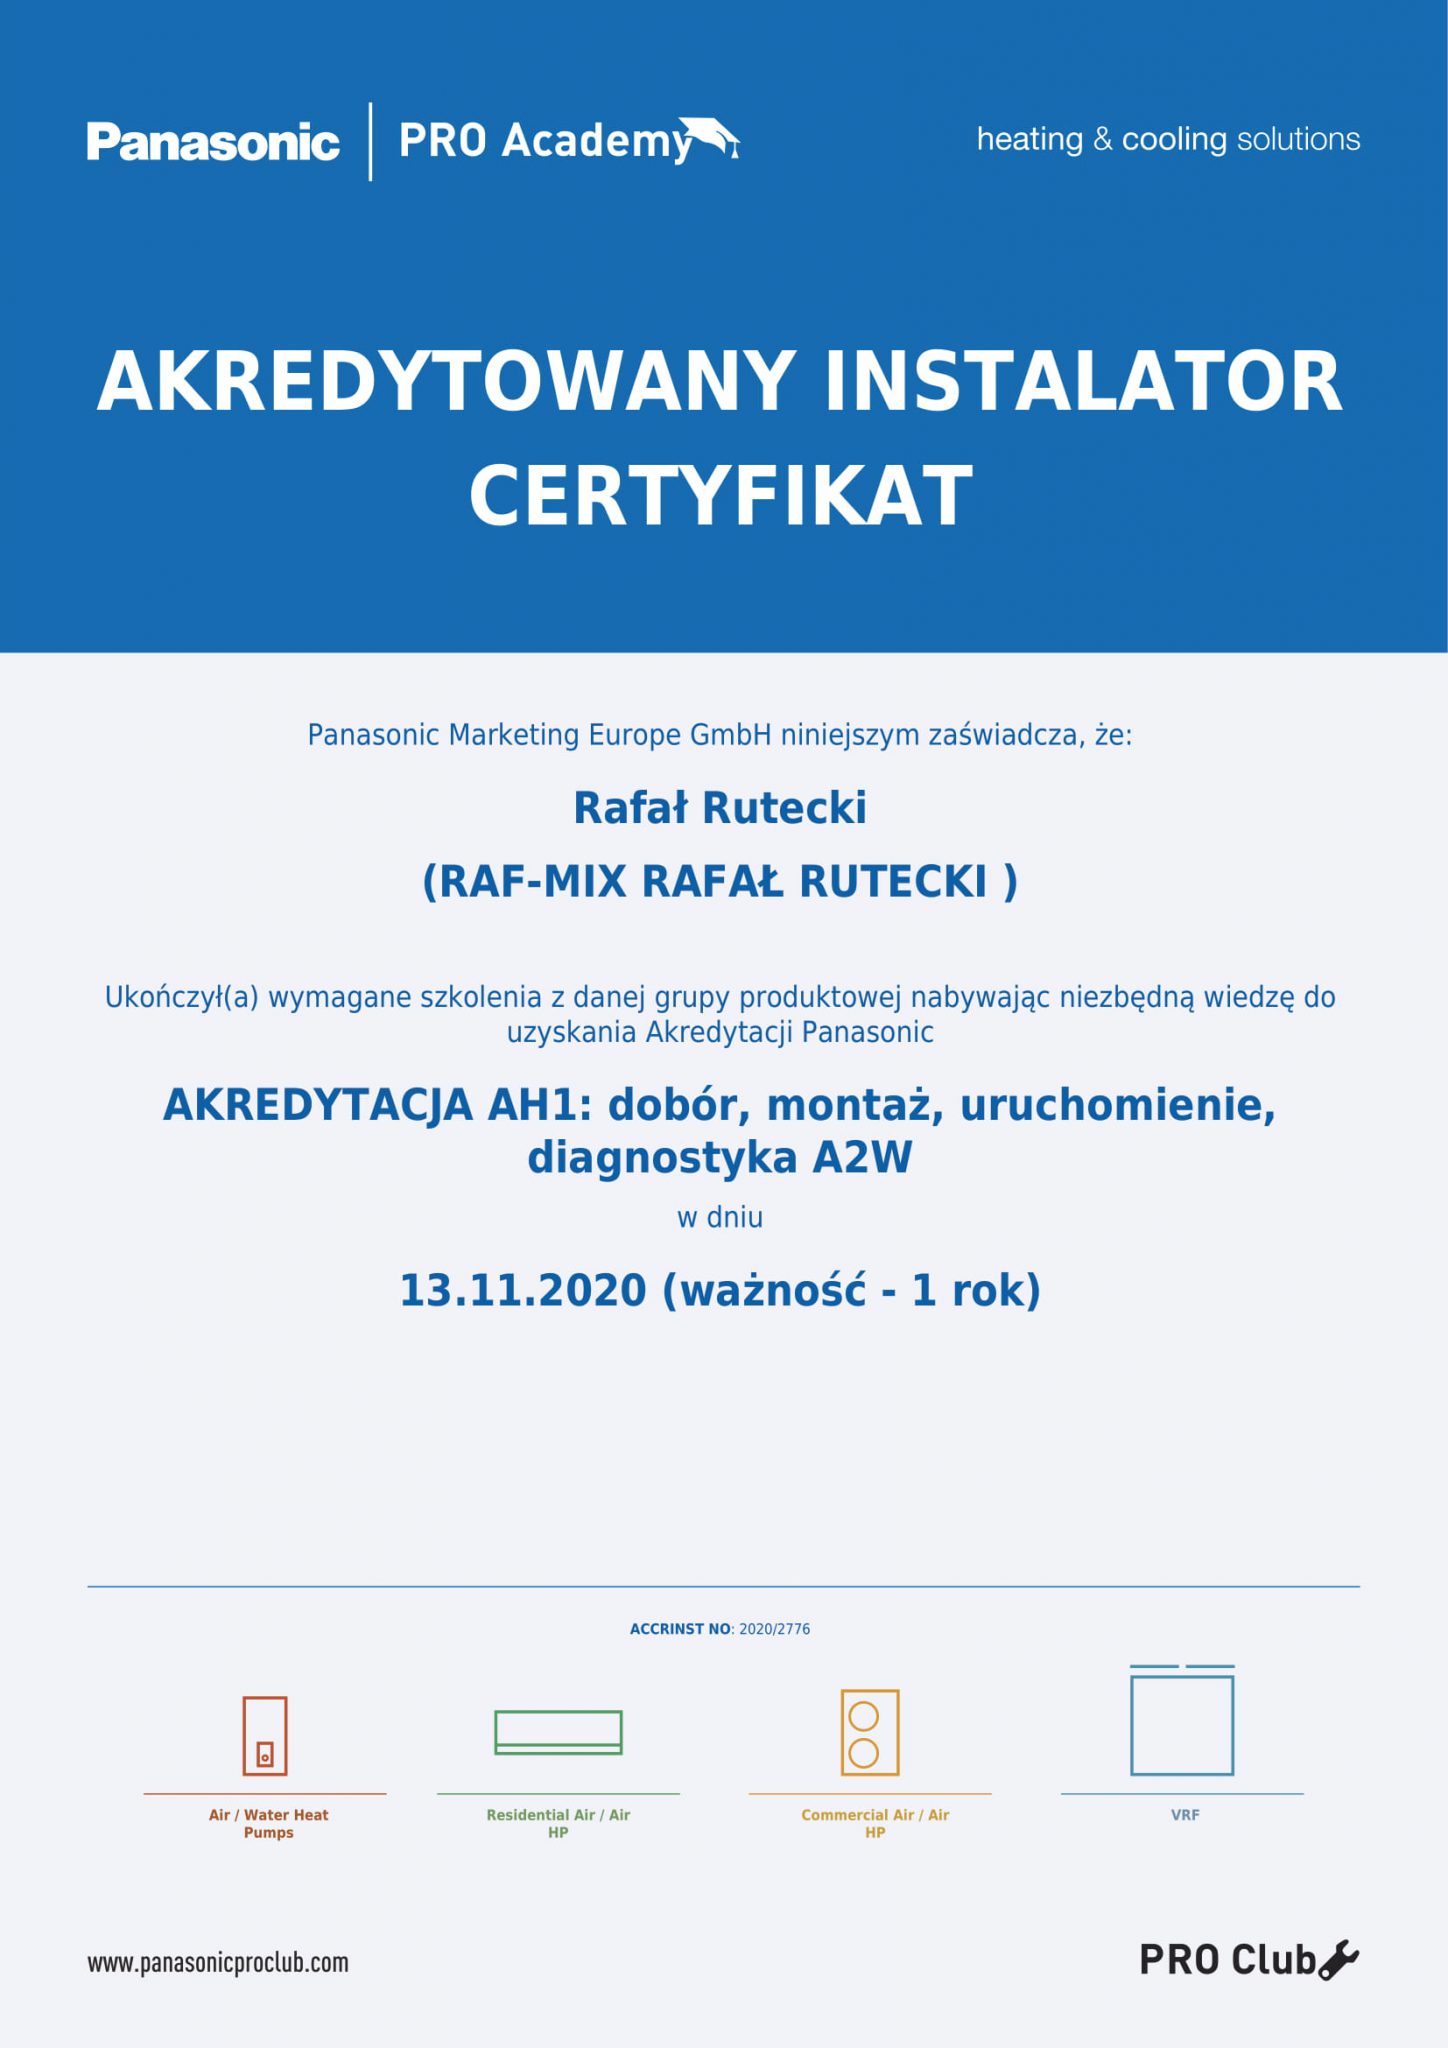 Panasonic PRO Academy heating & cooling solutions
AKREDYTOWANY INSTALATOR
CERTYFIKAT
Panasonic Marketing Europe GmbH niniejszym zaświadcza, że:
Rafał Rutecki
(RAF-MIX RAFAŁ RUTECKI )
Ukończył(a) wymagane szkolenia z danej grupy produktowej nabywając niezbędną wiedzę do
uzyskania Akredytacji Panasonic
AKREDYTACJA AH1: dobór, montaż, uruchomienie,
diagnostyka A2W
w dniu
13.11.2020 (ważność - 1 rok)
ACCRINST NO: 2020/2776
Air / Water Heat
Pumps
Residential Air / Air
HP
Commercial Air / Air
HP
VRF
www.panasonicproclub.com
PRO Club